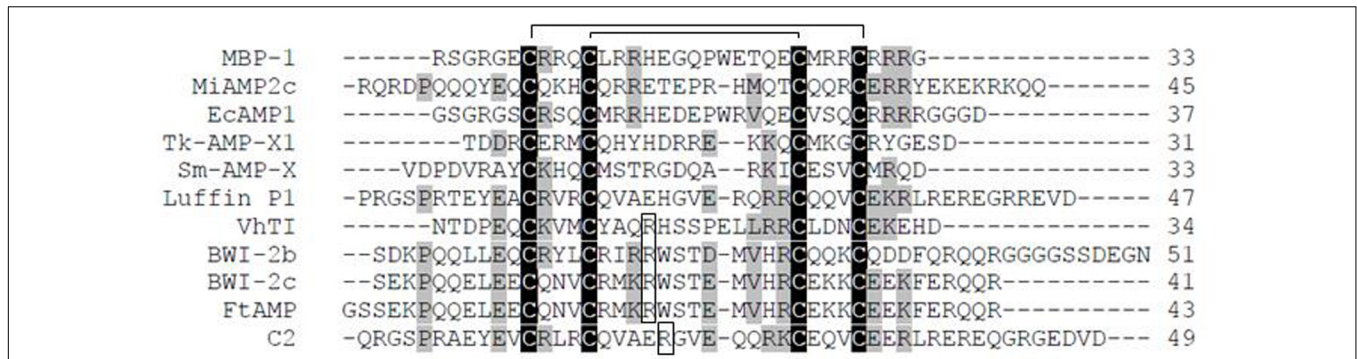 MBP-1 ------RSGRGECRRQCLRRHEGQPWETQECMRRCRRRG--------------- 33
MiAMP2c -RQRDPQQQYEQCQKHCQRRETEPR-HMQTCQQRCERRYEKEKRKQQ------- 45
EcAMP1 ------GSGRGSCRSQCMRRHEDEPWRVQECVSQCRRRRGGGD----------- 37
Tk-AMP-X1 --------TDDRCERMCQHYHDRRE--KKQCMKGCRYGESD------------- 31
Sm-AMP-X ----VDPDVRAYCKHQCMSTRGDQA--RKICESVCMRQD--------------- 33
Luffin P1 -PRGSPRTEYEACRVRCQVAEHGVE-RQRRCQQVCEKRLREREGRREVD----- 47
VhTI ------NTDPEQCKVMCYAQRHSSPELLRRCLDNCEKEHD-------------- 34
BWI-2b --SDKPQQLLEQCRYLCRIRRWSTD-MVHRCQQKCQDDFQRQQRGGGGSSDEGN 51
BWI-2c --SEKPQQELEECQNVCRMKRWSTE-MVHRCEKKCEEKFERQQR---------- 41
FtAMP GSSEKPQQELEECQNVCRMKRWSTE-MVHRCEKKCEEKFERQQR---------- 43
C2 -QRGSPRAEYEVCRLRCQVAERGVE-QQRKCEQVCEERLREREQGRGEDVD--- 49